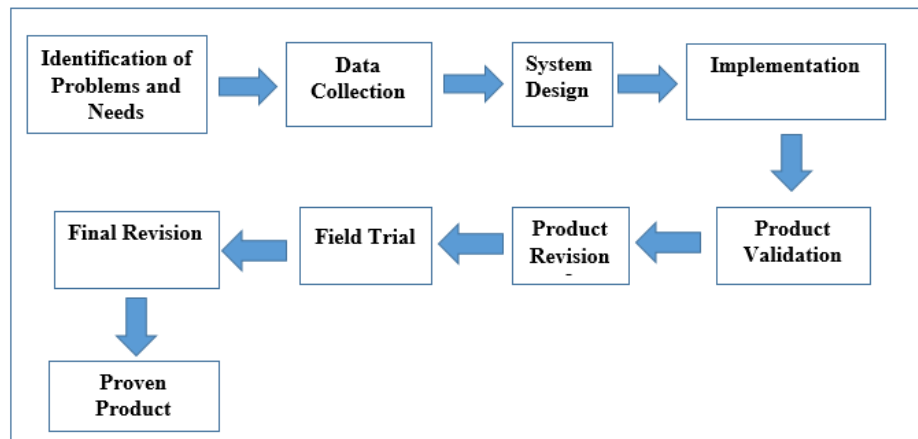 Identification of
Problems and
Needs
Data
Collection
System
Design
Implementation
Product
Validation
Product
Revision
Field Trial
Final Revision
Proven
Product